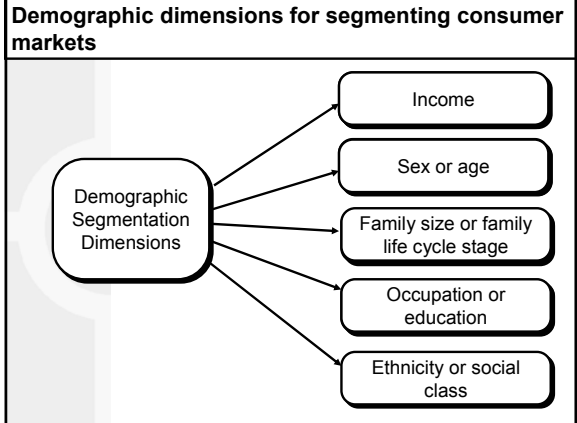 Demographic dimensions for segmenting consumer
markets
Income
Sex or age
Demographic
Segmentation
Dimensions
Family size or family
life cycle stage
Occupation or
education
Ethnicity or social
class